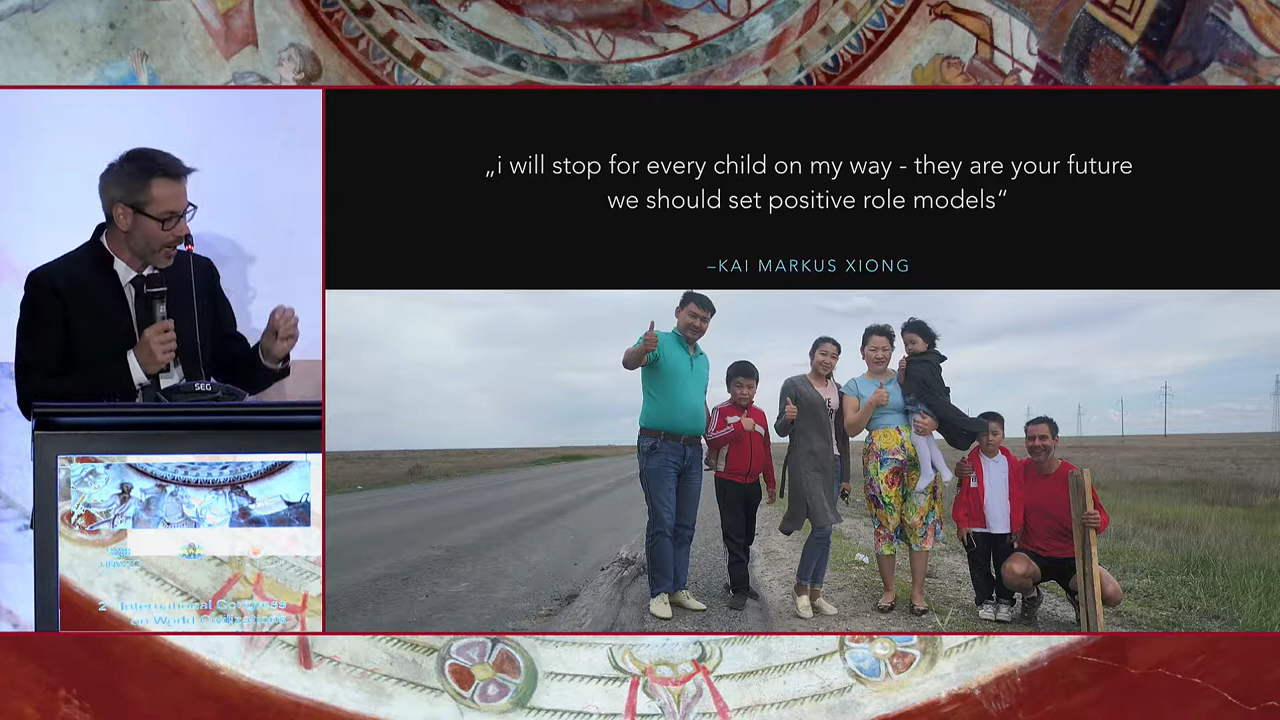 „i will stop for every child on my way - they are your future
we should set positive role models“
–KAI MARKUS XIONG
SEG
2
International Congress
on World Civilizations